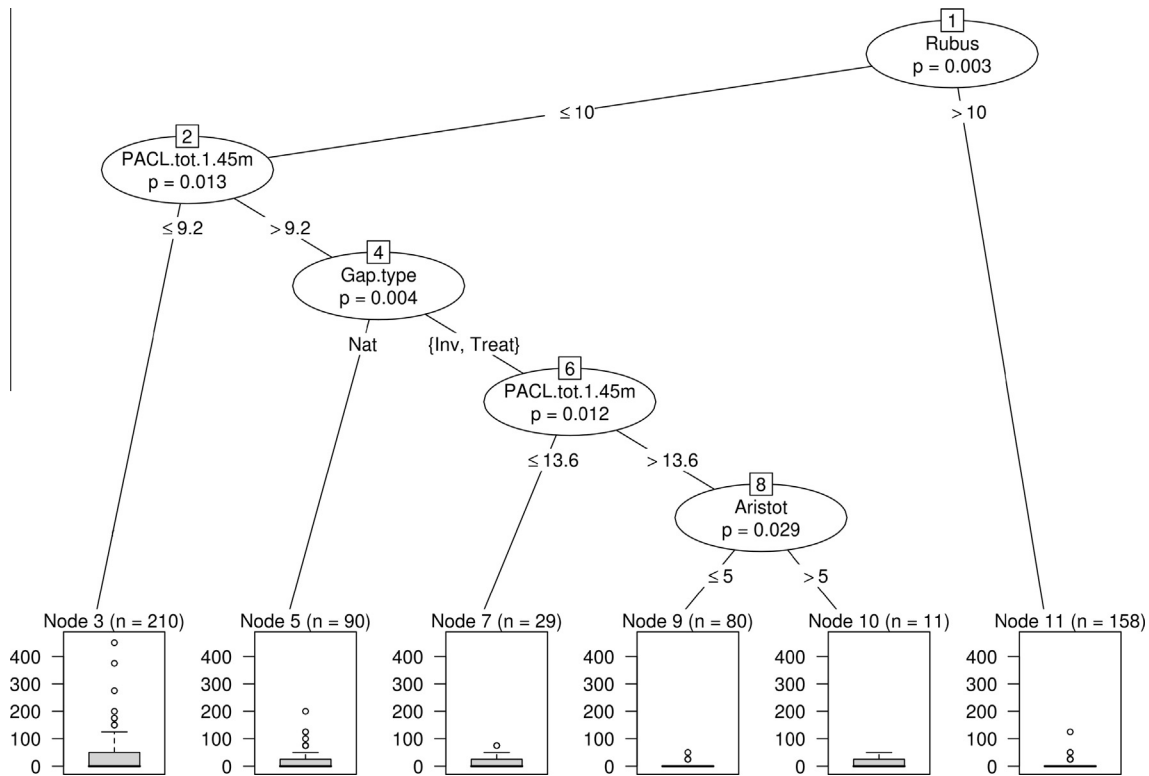 1
Rubus
p = 0.003
≤ 10
> 10
2
PACL.tot.1.45m
p = 0.013
≤ 9.2
> 9.2
4
Gap.type
p = 0.004
Nat
{Inv, Treat}
6
PACL.tot.1.45m
p = 0.012
≤ 13.6
> 13.6
8
Aristot
p = 0.029
≤ 5
> 5
Node 3 (n = 210)
400
300
200
100
0
Node 5 (n = 90)
400
300
200
100
0
Node 7 (n = 29)
400
300
200
100
0
Node 9 (n = 80)
400
300
200
100
0
Node 10 (n = 11)
400
300
200
100
0
Node 11 (n = 158)
400
300
200
100
0